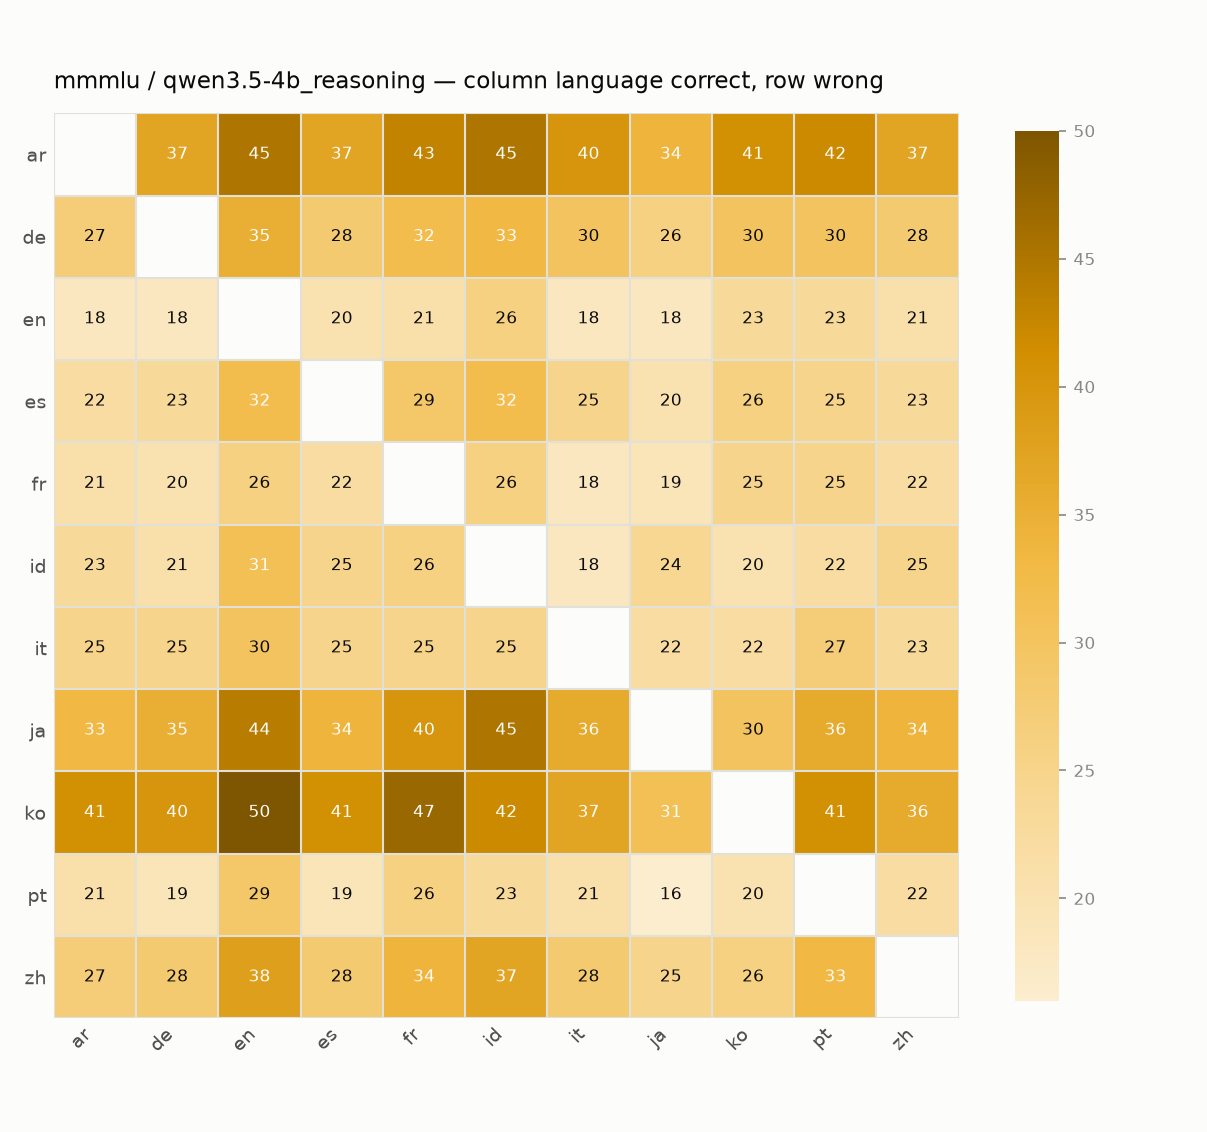 mmmlu / qwen3.5-4b_reasoning — column language correct, row wrong
ar 37 45 37 43 45 40 34 41 42 37
de 27 35 28 32 33 30 26 30 30 28
en 18 18 20 21 26 18 18 23 23 21
es 22 23 32 29 32 25 20 26 25 23
fr 21 20 26 22 26 18 19 25 25 22
id 23 21 31 25 26 18 24 20 22 25
it 25 25 30 25 25 25 22 22 27 23
ja 33 35 44 34 40 45 36 30 36 34
ko 41 40 50 41 47 42 37 31 41 36
pt 21 19 29 19 26 23 21 16 20 22
zh 27 28 38 28 34 37 28 25 26 33
ar de en es fr id it ja ko pt zh
50
45
40
35
30
25
20